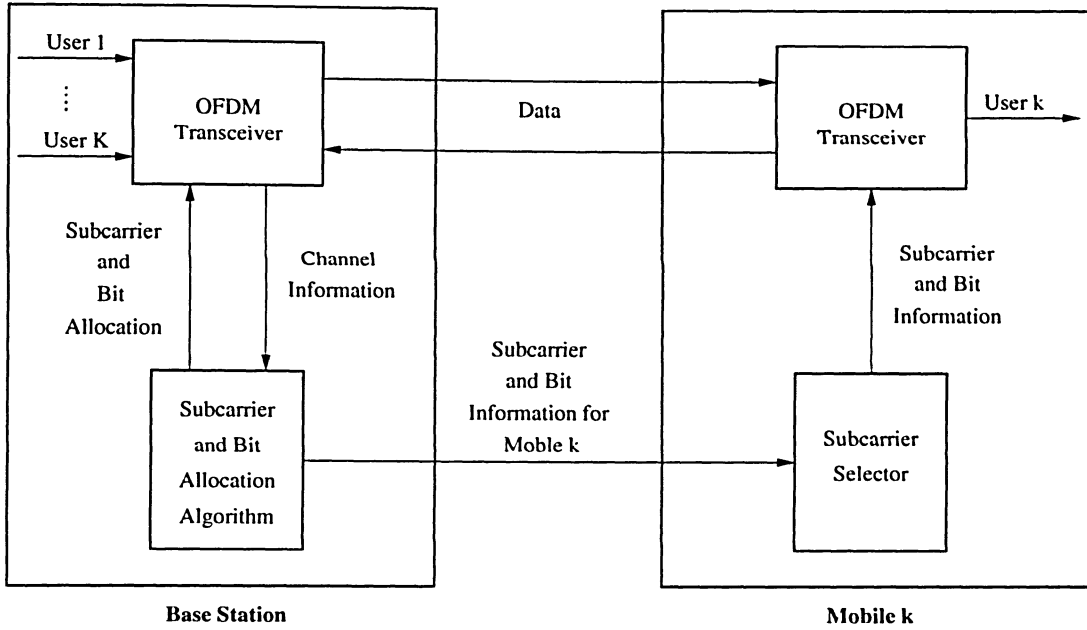 User 1
User K
OFDM
Transceiver
Data
OFDM
Transceiver
User k
Subcarrier
and
Bit
Allocation
Channel
Information
Subcarrier
and Bit
Information
Subcarrier
and Bit
Information for
Moble k
Subcarrier
and Bit
Allocation
Algorithm
Subcarrier
Selector
Base Station
Mobile k